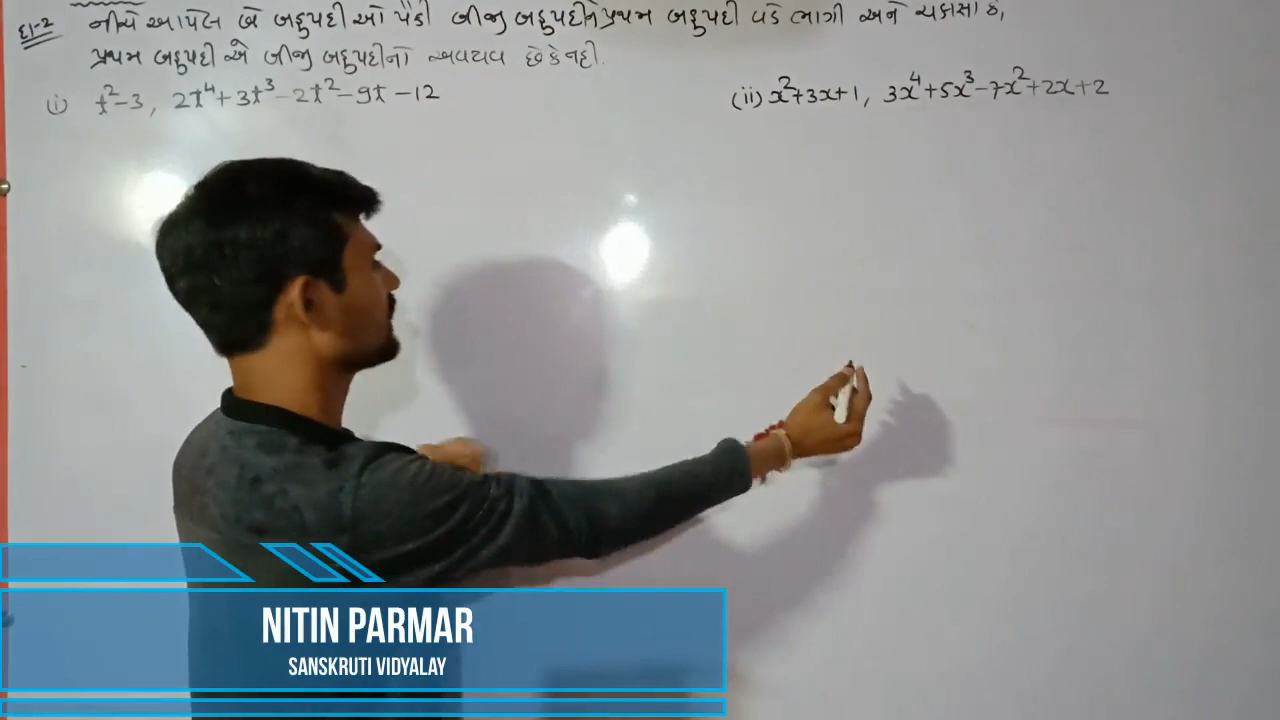 દા-2 નીચે આપેલ બે બહુપદીઓ પૈકી બીજી બહુપદીને પ્રથમ બહુપદી વડે ભાગી અને ચકાસો કે,
પ્રથમ બહુપદી એ બીજી બહુપદીનો અવયવ છે કે નહી.
(i) t²-3, 2t⁴+3t³-2t²-9t-12
(ii) x²+3x+1, 3x⁴+5x³-7x²+2x+2
NITIN PARMAR
SANSKRUTI VIDYALAY